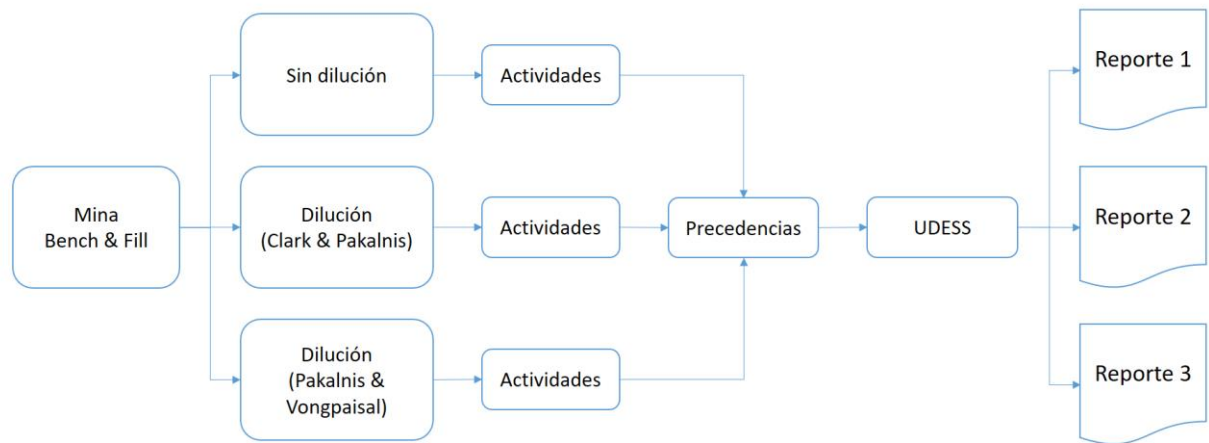 Sin dilución
Actividades
Reporte 1
Mina
Bench & Fill
Dilución
(Clark & Pakalnis)
Actividades
Precedencias
UDESS
Reporte 2
Dilución
(Pakalnis &
Vongpaisal)
Actividades
Reporte 3